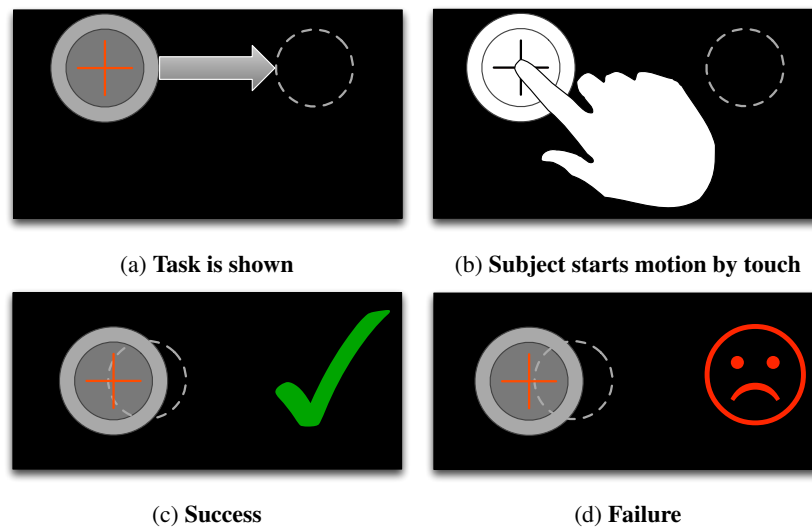 (a) Task is shown
(b) Subject starts motion by touch
(c) Success
(d) Failure